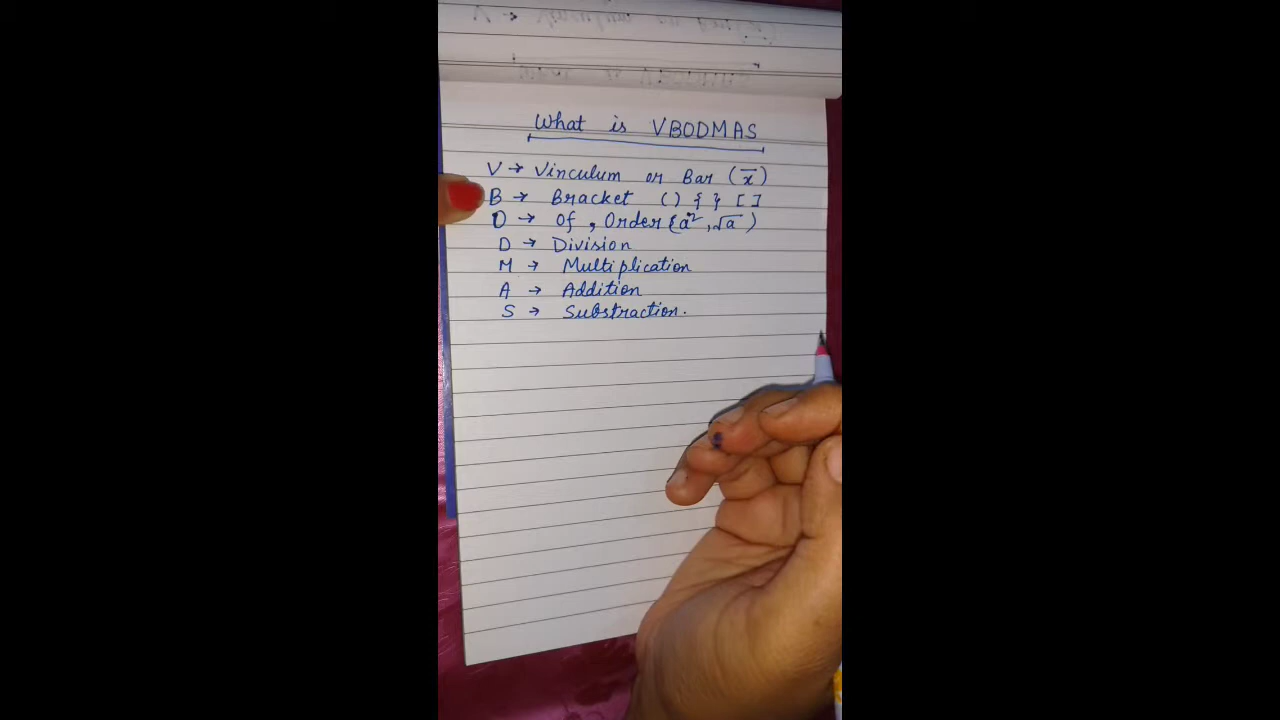 What is VBODMAS
V → Vinculum or Bar (x̅)
B → Bracket () { } [ ]
O → Of, Order {a², √a)
D → Division
M → Multiplication
A → Addition
S → Substraction.